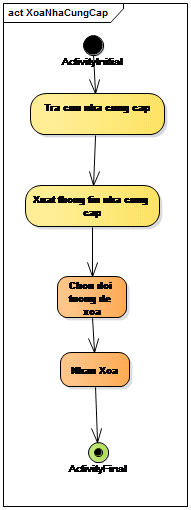 act XoaNhaCungCap
ActivityInitial
Tra cuu nha cung cap
Xuat thong tin nha cung
cap
Chon doi
tuong de
xoa
Nhan Xoa
ActivityFinal